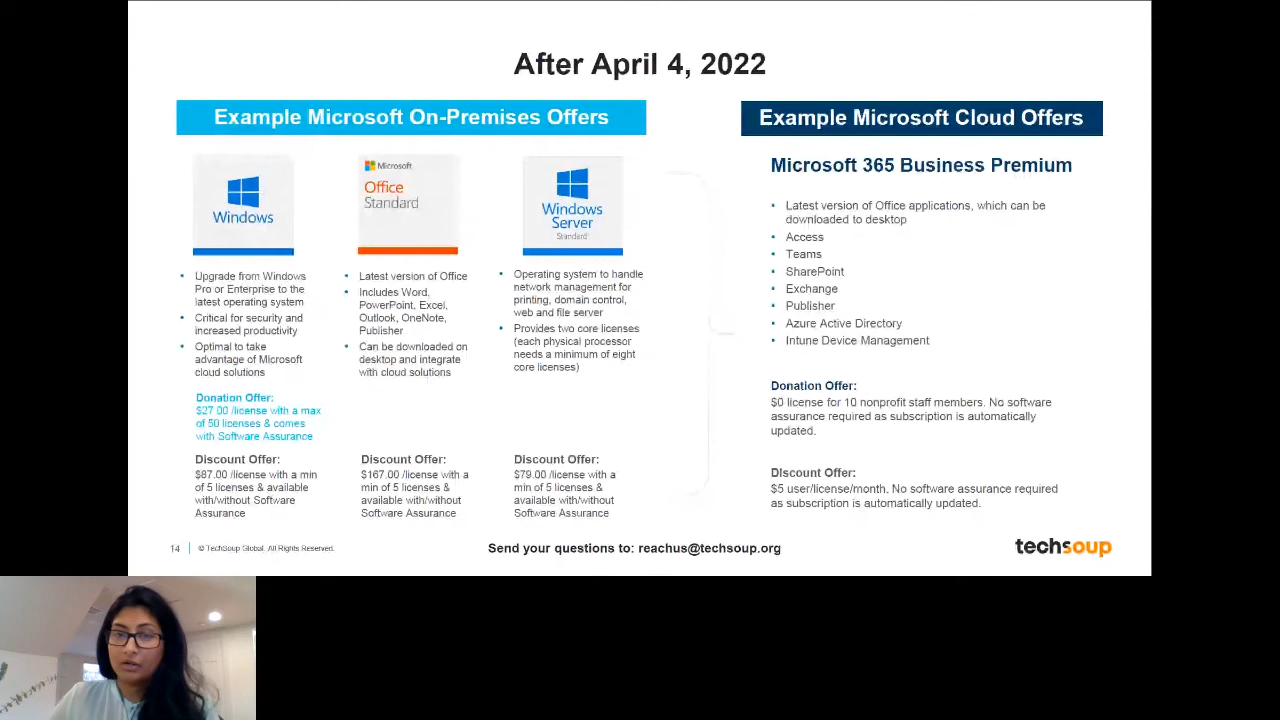 After April 4, 2022
Example Microsoft On-Premises Offers
Windows
Microsoft
Office
Standard
Windows
Server
Standard
• Upgrade from Windows
Pro or Enterprise to the
latest operating system
• Critical for security and
increased productivity
• Optimal to take
advantage of Microsoft
cloud solutions
Donation Offer:
$27.00 /license with a max
of 50 licenses & comes
with Software Assurance
Discount Offer:
$87.00 /license with a min
of 5 licenses & available
with/without Software
Assurance
• Latest version of Office
• Includes Word,
PowerPoint, Excel,
Outlook, OneNote,
Publisher
• Can be downloaded on
desktop and integrate
with cloud solutions
Discount Offer:
$167.00 /license with a
min of 5 licenses &
available with/without
Software Assurance
• Operating system to handle
network management for
printing, domain control,
web and file server
• Provides two core licenses
(each physical processor
needs a minimum of eight
core licenses)
Discount Offer:
$79.00 /license with a
min of 5 licenses &
available with/without
Software Assurance
Example Microsoft Cloud Offers
Microsoft 365 Business Premium
• Latest version of Office applications, which can be
downloaded to desktop
• Access
• Teams
• SharePoint
• Exchange
• Publisher
• Azure Active Directory
• Intune Device Management
Donation Offer:
$0 license for 10 nonprofit staff members. No software
assurance required as subscription is automatically
updated.
Discount Offer:
$5 user/license/month. No software assurance required
as subscription is automatically updated.
14 | © TechSoup Global. All Rights Reserved.
Send your questions to: reachus@techsoup.org
techsoup